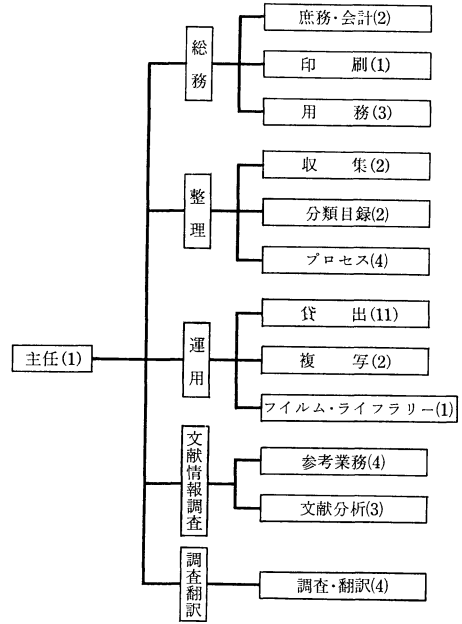 主任(1)
総務
庶務・会計(2)
印刷(1)
用務(3)
整理
収集(2)
分類目録(2)
プロセス(4)
運用
貸出(11)
複写(2)
フイルム・ライフラリー(1)
文献情報調査
参考業務(4)
文献分析(3)
調査翻訳
調査・翻訳(4)